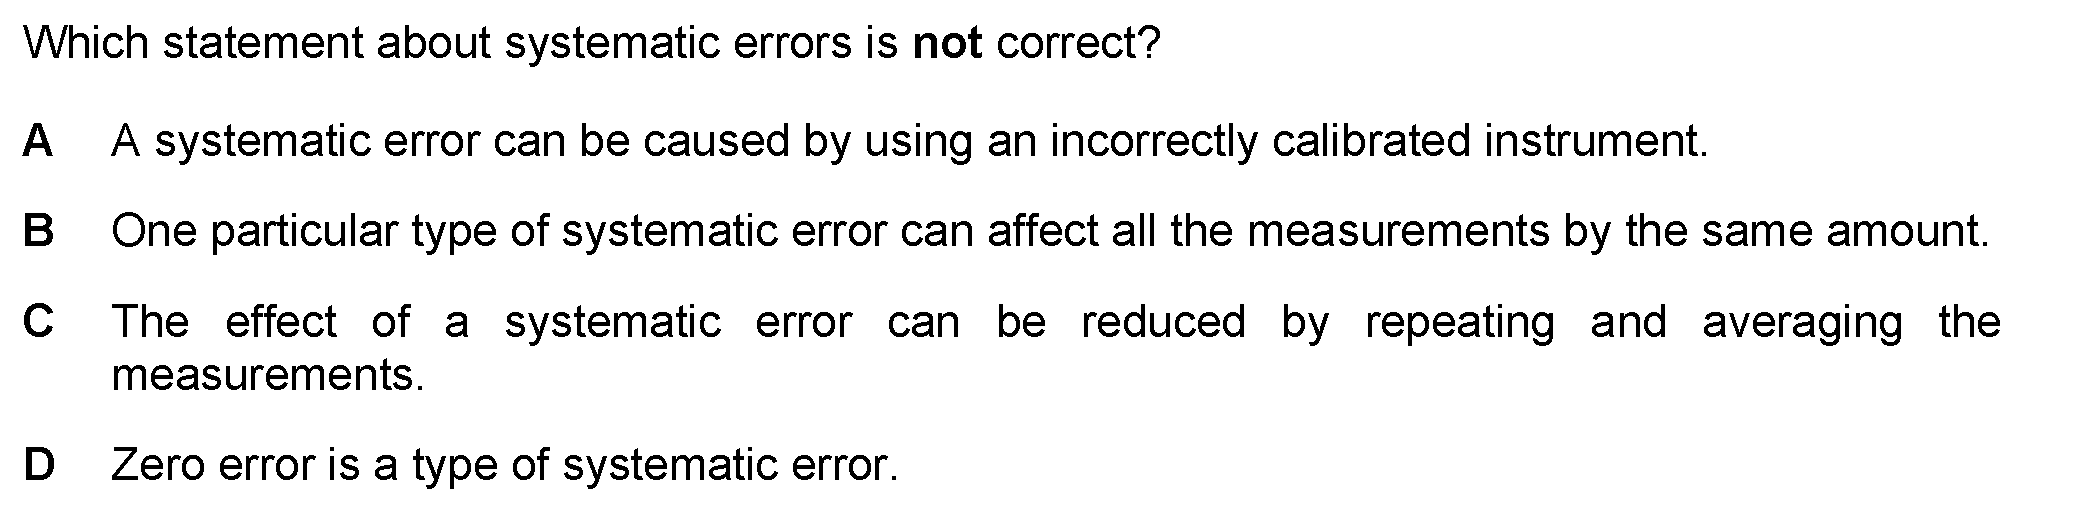 Which statement about systematic errors is not correct?
A A systematic error can be caused by using an incorrectly calibrated instrument.
B One particular type of systematic error can affect all the measurements by the same amount.
C The effect of a systematic error can be reduced by repeating and averaging the
measurements.
D Zero error is a type of systematic error.